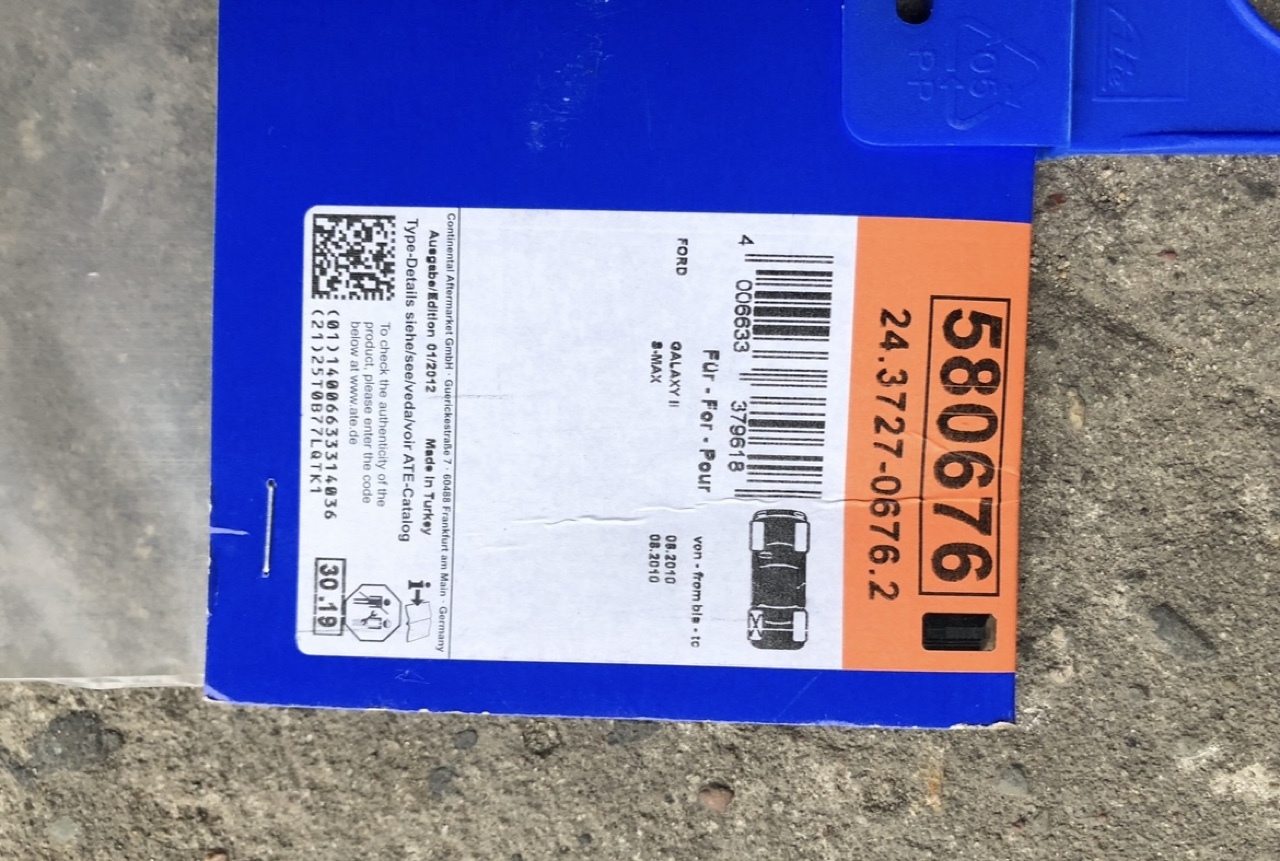 580676
24.3727-0676.2
4 006633 379618
Für - For - Pour
von - from bis - to
FORD
GALAXY II 08.2010
S-MAX 08.2010
Continental Aftermarket GmbH · Guerickestraße 7 · 60488 Frankfurt am Main · Germany
Ausgabe/Edition 01/2012 Made in Turkey
Type-Details siehe/see/veda/voir ATE-Catalog
To check the authenticity of the
product, please enter the code
below at www.ate.de
(01)14006633314036
(21)25T0B77LQTK1
30.19
05
PP
Ate